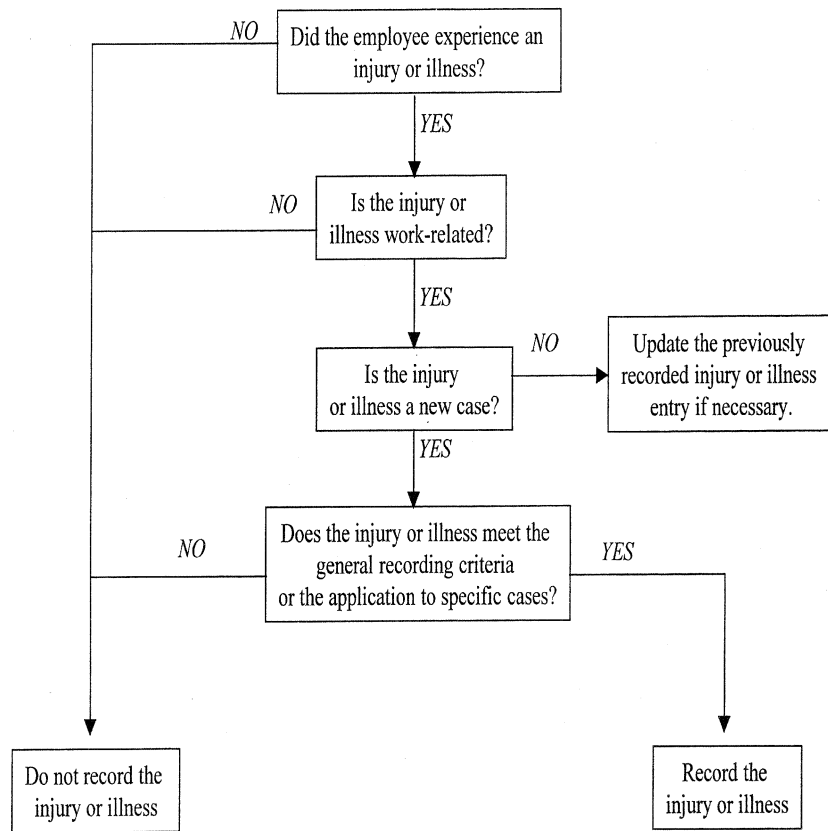 NO
Did the employee experience an
injury or illness?
YES
NO
Is the injury or
illness work-related?
YES
NO
Update the previously
recorded injury or illness
entry if necessary.
Is the injury
or illness a new case?
YES
NO
Does the injury or illness meet the
general recording criteria
or the application to specific cases?
YES
Do not record the
injury or illness
Record the
injury or illness